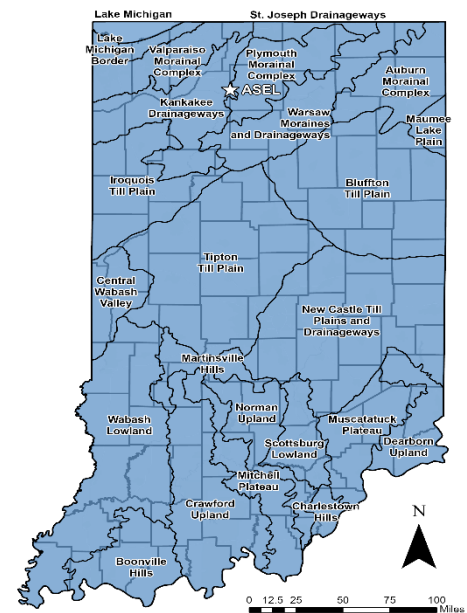 Lake Michigan
St. Joseph Drainageways
Lake
Michigan
Border
Valparaiso
Morainal
Complex
Plymouth
Morainal
Complex
ASEL
Auburn
Morainal
Complex
Kankakee
Drainageways
Warsaw
Moraines
and Drainageways
Maumee
Lake
Plain
Iroquois
Till Plain
Bluffton
Till Plain
Tipton
Till Plain
Central
Wabash
Valley
New Castle Till
Plains and
Drainageways
Martinsville
Hills
Wabash
Lowland
Norman
Upland
Muscatatuck
Plateau
Scottsburg
Lowland
Dearborn
Upland
Mitchell
Plateau
Crawford
Upland
Charlestown
Hills
Boonville
Hills
N
0 12.5 25 50 75 100
Miles